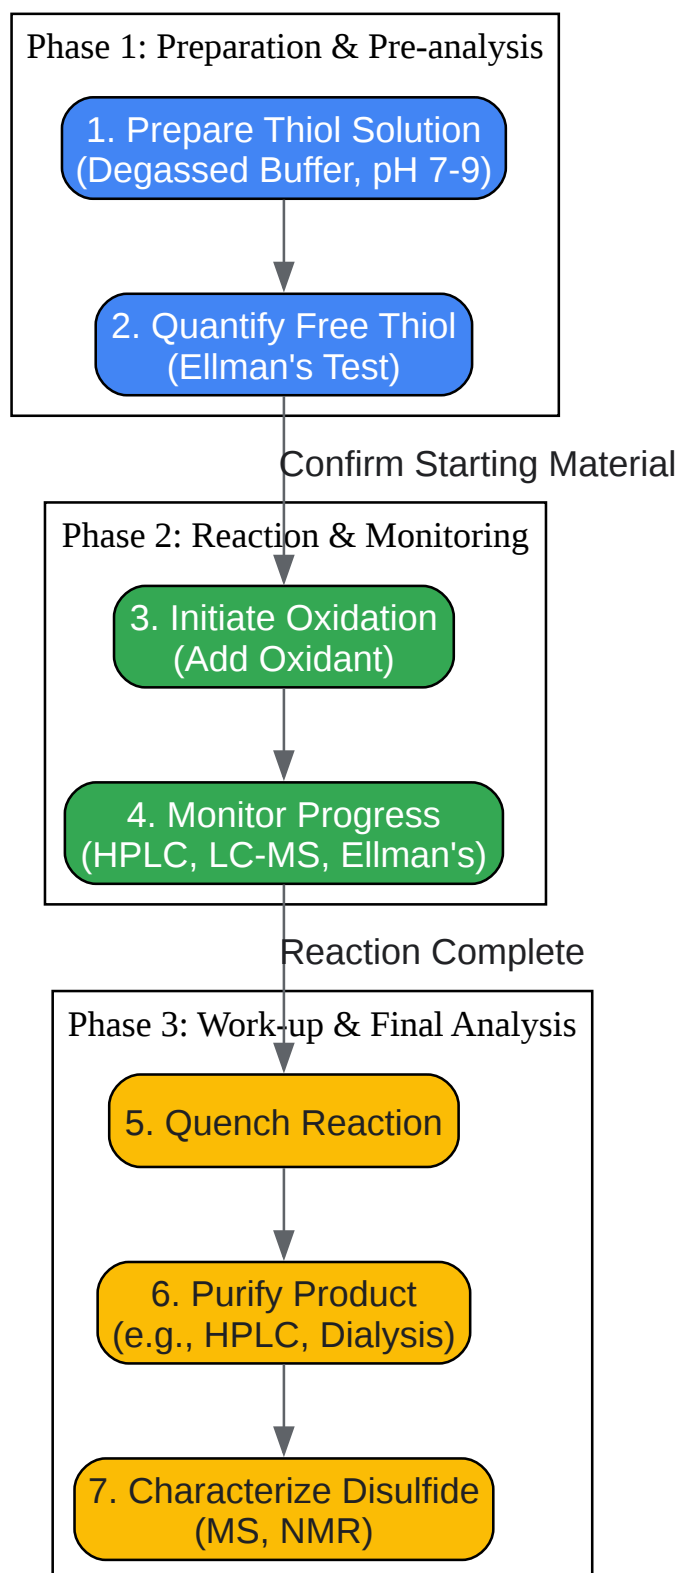 Phase 1: Preparation & Pre-analysis
1. Prepare Thiol Solution
(Degassed Buffer, pH 7-9)
2. Quantify Free Thiol
(Ellman's Test)
Confirm Starting Material
Phase 2: Reaction & Monitoring
3. Initiate Oxidation
(Add Oxidant)
4. Monitor Progress
(HPLC, LC-MS, Ellman's)
Reaction Complete
Phase 3: Work-up & Final Analysis
5. Quench Reaction
6. Purify Product
(e.g., HPLC, Dialysis)
7. Characterize Disulfide
(MS, NMR)